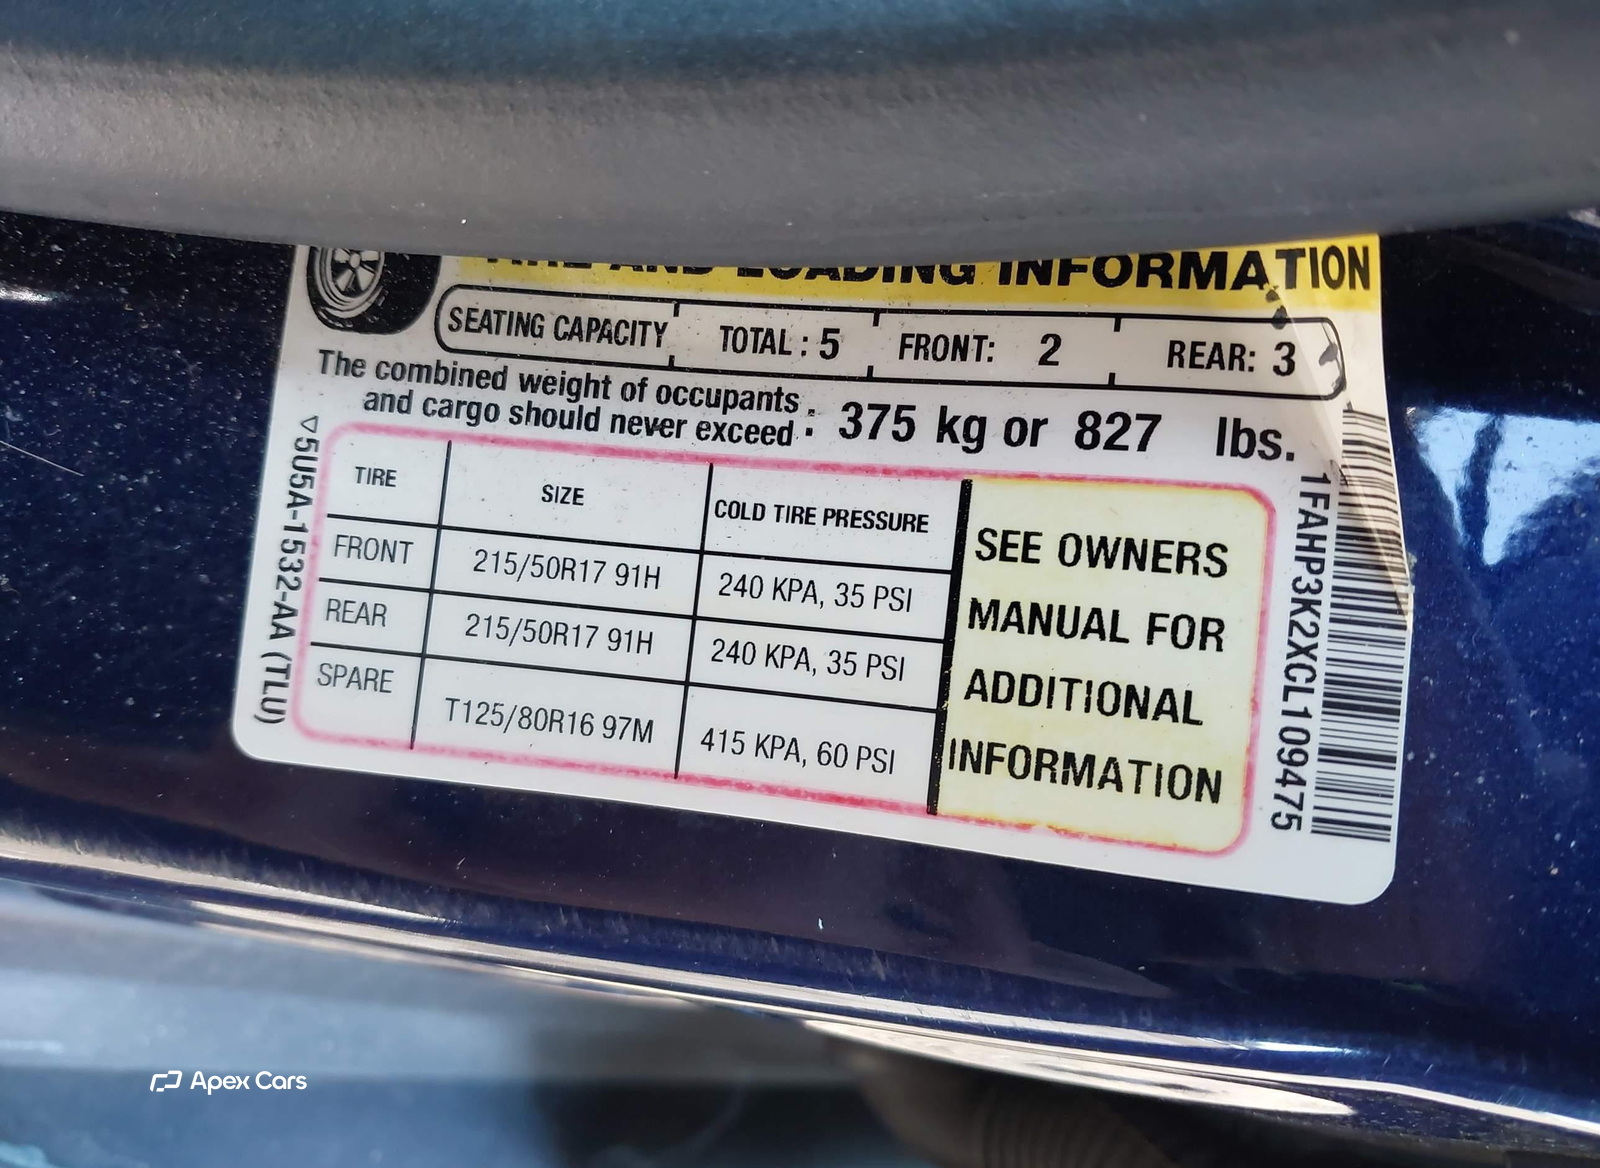 TIRE AND LOADING INFORMATION
SEATING CAPACITY TOTAL : 5 FRONT: 2 REAR: 3
The combined weight of occupants
and cargo should never exceed : 375 kg or 827 lbs.
TIRE SIZE COLD TIRE PRESSURE
FRONT 215/50R17 91H 240 KPA, 35 PSI
REAR 215/50R17 91H 240 KPA, 35 PSI
SPARE T125/80R16 97M 415 KPA, 60 PSI
SEE OWNERS
MANUAL FOR
ADDITIONAL
INFORMATION
5U5A-1532-AA (TLU)
1FAHP3K2XCL109475
Apex Cars